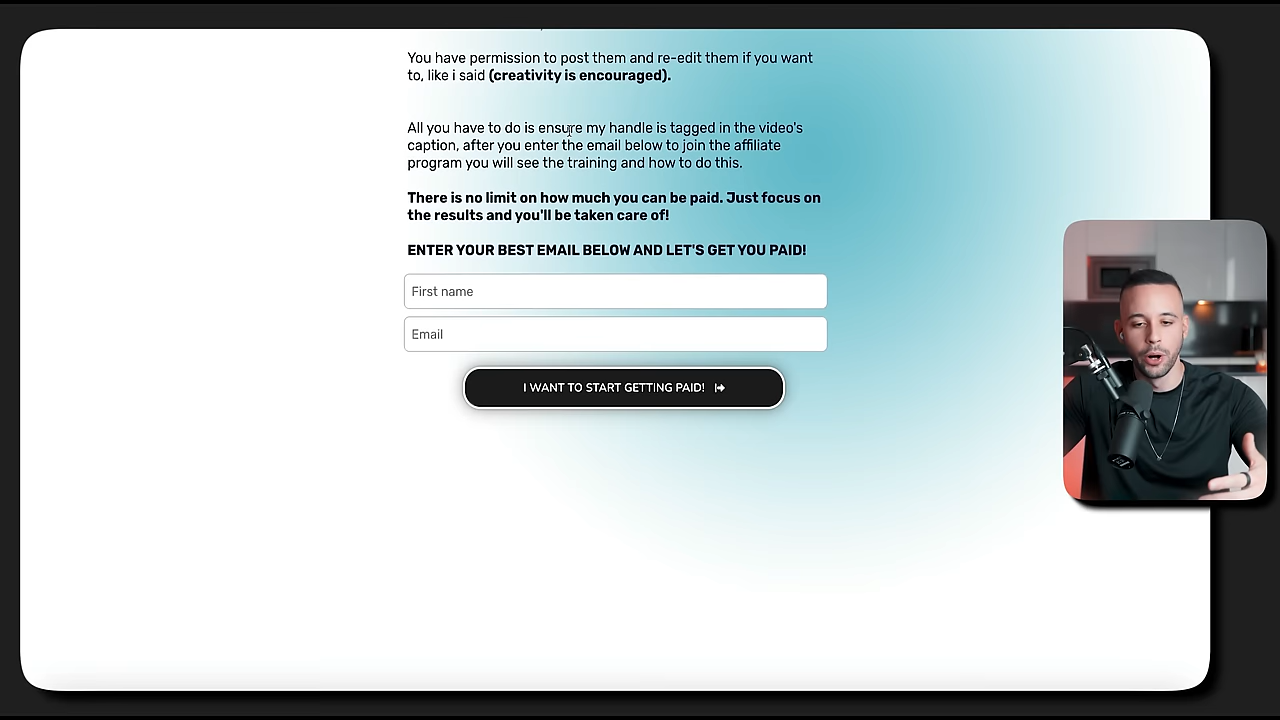 You have permission to post them and re-edit them if you want
to, like i said (creativity is encouraged).
All you have to do is ensure my handle is tagged in the video's
caption, after you enter the email below to join the affiliate
program you will see the training and how to do this.
There is no limit on how much you can be paid. Just focus on
the results and you'll be taken care of!
ENTER YOUR BEST EMAIL BELOW AND LET'S GET YOU PAID!
First name
Email
I WANT TO START GETTING PAID!